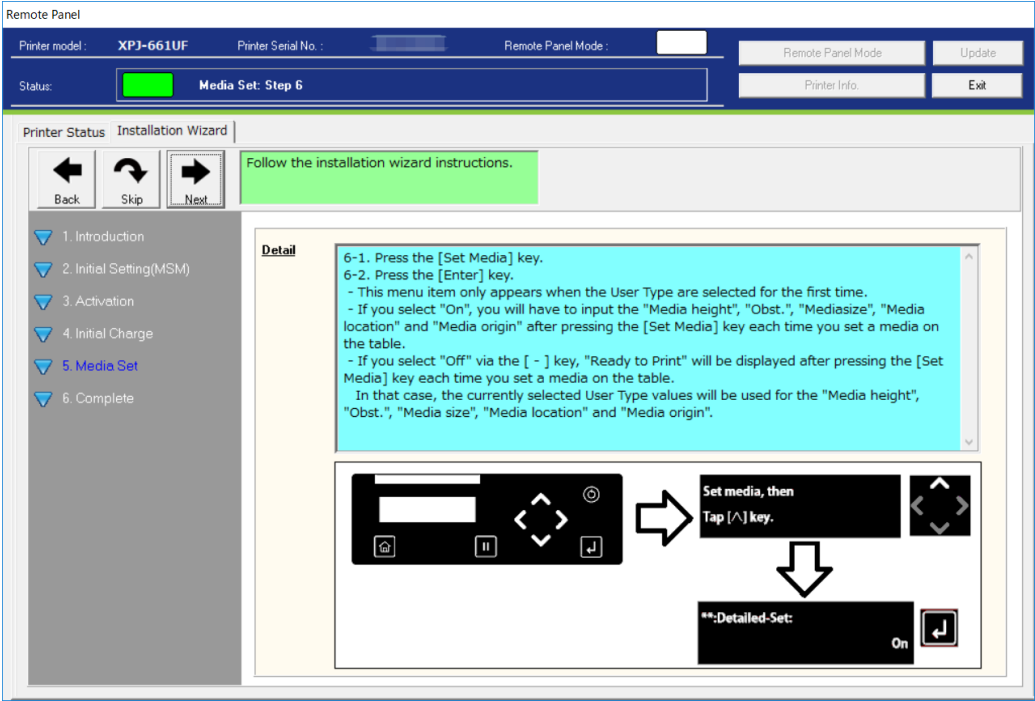 Remote Panel
Printer model : XPJ-661UF Printer Serial No. : Remote Panel Mode : Remote Panel Mode Update
Status: Media Set: Step 6 Printer Info. Exit
Printer Status Installation Wizard
Back Skip Next
Follow the installation wizard instructions.
1. Introduction
2. Initial Setting(MSM)
3. Activation
4. Initial Charge
5. Media Set
6. Complete
Detail
6-1. Press the [Set Media] key.
6-2. Press the [Enter] key.
- This menu item only appears when the User Type are selected for the first time.
- If you select "On", you will have to input the "Media height", "Obst.", "Mediasize", "Media
location" and "Media origin" after pressing the [Set Media] key each time you set a media on
the table.
- If you select "Off" via the [ - ] key, "Ready to Print" will be displayed after pressing the [Set
Media] key each time you set a media on the table.
In that case, the currently selected User Type values will be used for the "Media height",
"Obst.", "Media size", "Media location" and "Media origin".
Set media, then
Tap [∧] key.
**:Detailed-Set:
On